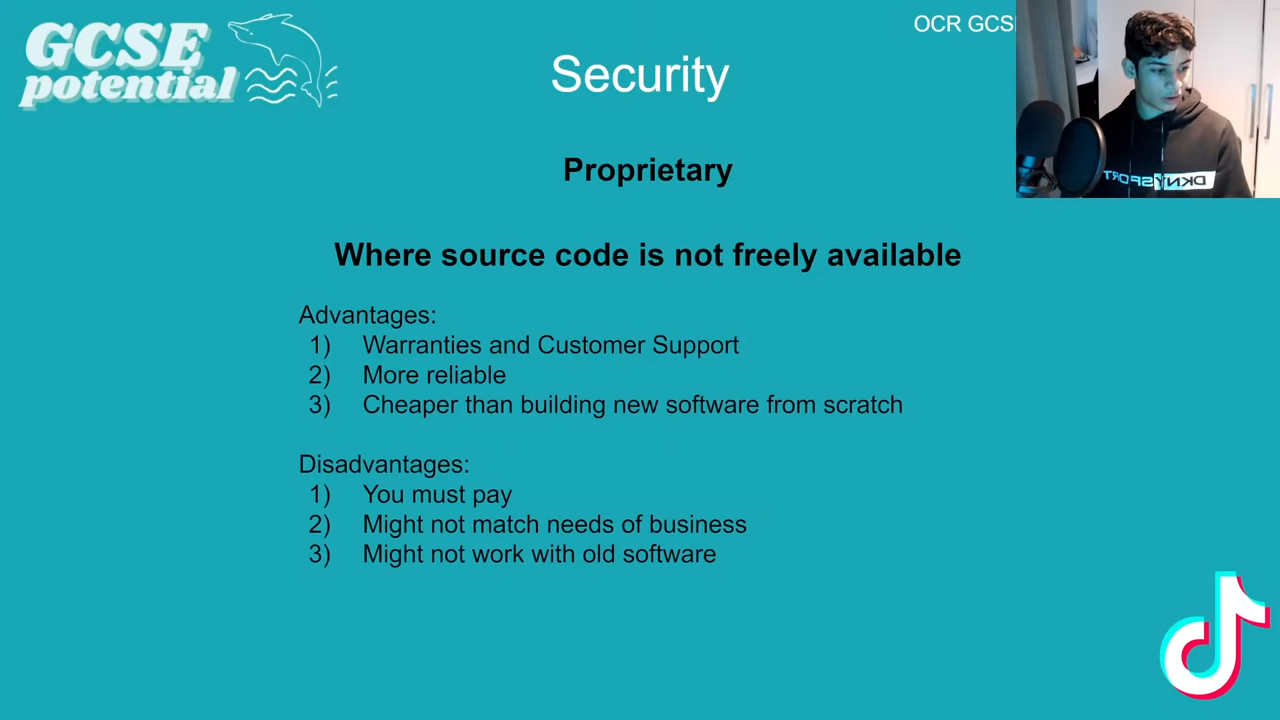 GCSE
potential
OCR GCS
Security
Proprietary
Where source code is not freely available
Advantages:
1) Warranties and Customer Support
2) More reliable
3) Cheaper than building new software from scratch
Disadvantages:
1) You must pay
2) Might not match needs of business
3) Might not work with old software
DKNY SPORT